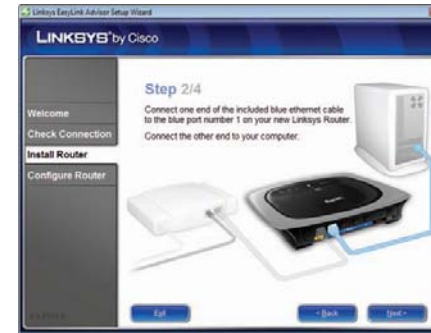 Linksys EasyLink Advisor Setup Wizard
LINKSYS® by Cisco
Step 2/4
Connect one end of the included blue ethernet cable
to the blue port number 1 on your new Linksys Router.
Connect the other end to your computer.
Welcome
Check Connection
Install Router
Configure Router
Exit
< Back
Next >